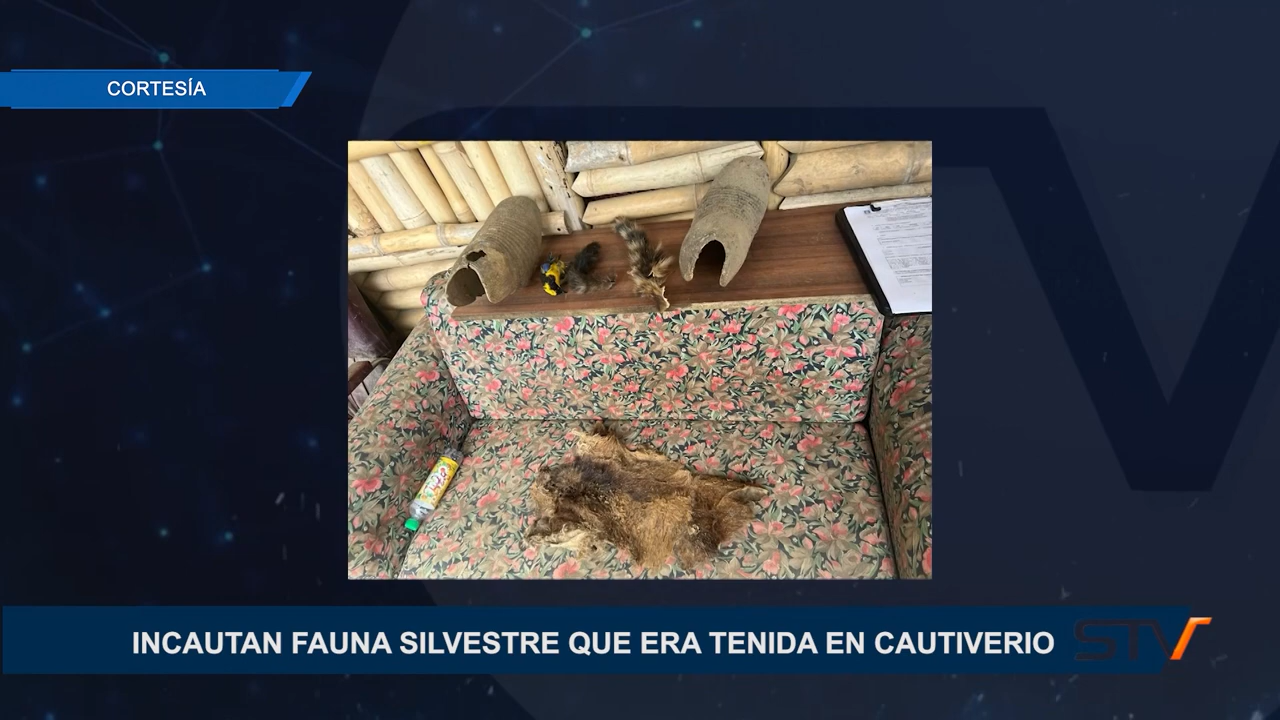 CORTESÍA
INCAUTAN FAUNA SILVESTRE QUE ERA TENIDA EN CAUTIVERIO
STV